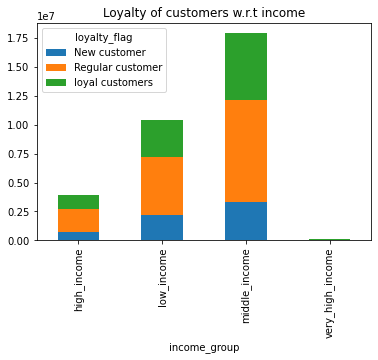 Loyalty of customers w.r.t income
1e7
loyalty_flag
New customer
Regular customer
loyal customers
1.75
1.50
1.25
1.00
0.75
0.50
0.25
0.00
high_income
low_income
middle_income
very_high_income
income_group